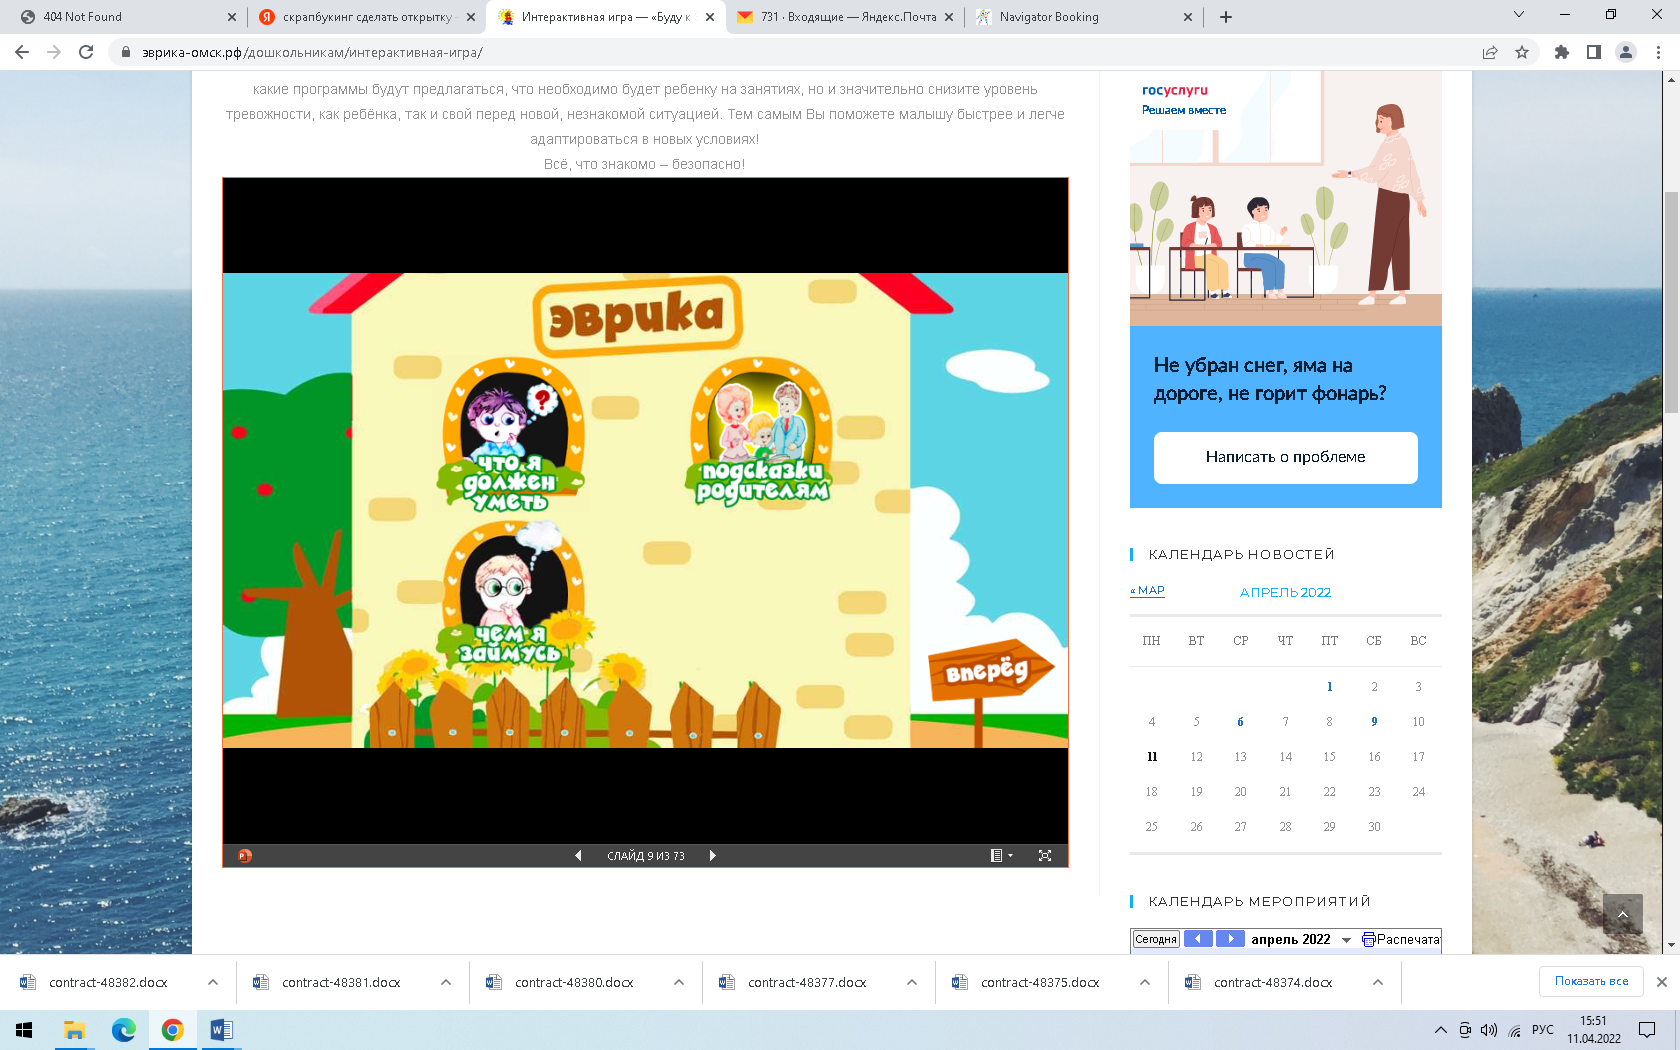 404 Not Found
скрапбукинг сделать открытку
Интерактивная игра — «Буду к
731 · Входящие — Яндекс.Почта
Navigator Booking
эврика-омск.рф/дошкольникам/интерактивная-игра/
какие программы будут предлагаться, что необходимо будет ребенку на занятиях, но и значительно снизите уровень
тревожности, как ребёнка, так и свой перед новой, незнакомой ситуацией. Тем самым Вы поможете малышу быстрее и легче
адаптироваться в новых условиях!
Всё, что знакомо – безопасно!
эврика
?
что я
должен
уметь
подсказки
родителям
чем я
займусь
вперёд
СЛАЙД 9 ИЗ 73
госуслуги
Решаем вместе
Не убран снег, яма на
дороге, не горит фонарь?
Написать о проблеме
КАЛЕНДАРЬ НОВОСТЕЙ
« МАР
АПРЕЛЬ 2022
ПН ВТ СР ЧТ ПТ СБ ВС
1 2 3
4 5 6 7 8 9 10
11 12 13 14 15 16 17
18 19 20 21 22 23 24
25 26 27 28 29 30
КАЛЕНДАРЬ МЕРОПРИЯТИЙ
Сегодня апрель 2022 Распечата
contract-48382.docx
contract-48381.docx
contract-48380.docx
contract-48377.docx
contract-48375.docx
contract-48374.docx
Показать все
РУС
15:51
11.04.2022